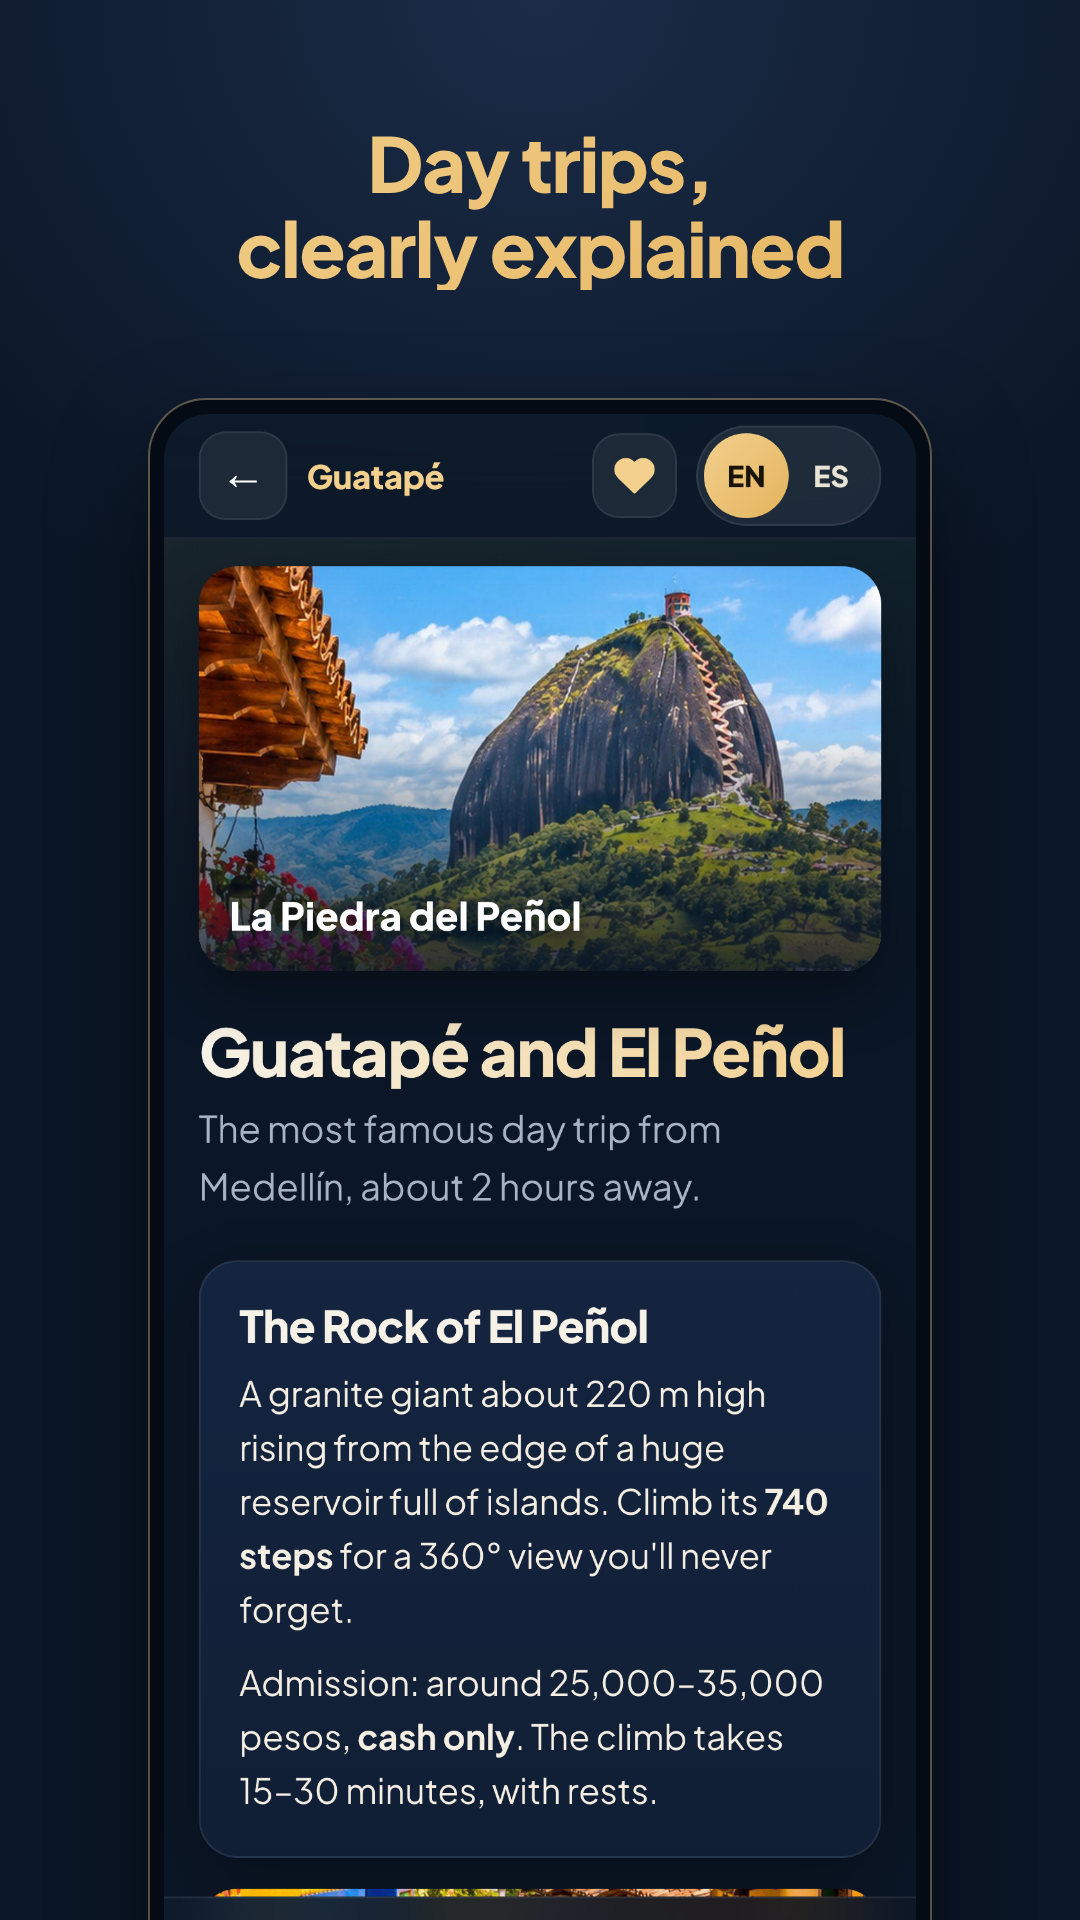 Day trips,
clearly explained
← Guatapé EN ES
La Piedra del Peñol
Guatapé and El Peñol
The most famous day trip from
Medellín, about 2 hours away.
The Rock of El Peñol
A granite giant about 220 m high
rising from the edge of a huge
reservoir full of islands. Climb its 740
steps for a 360° view you'll never
forget.
Admission: around 25,000–35,000
pesos, cash only. The climb takes
15–30 minutes, with rests.